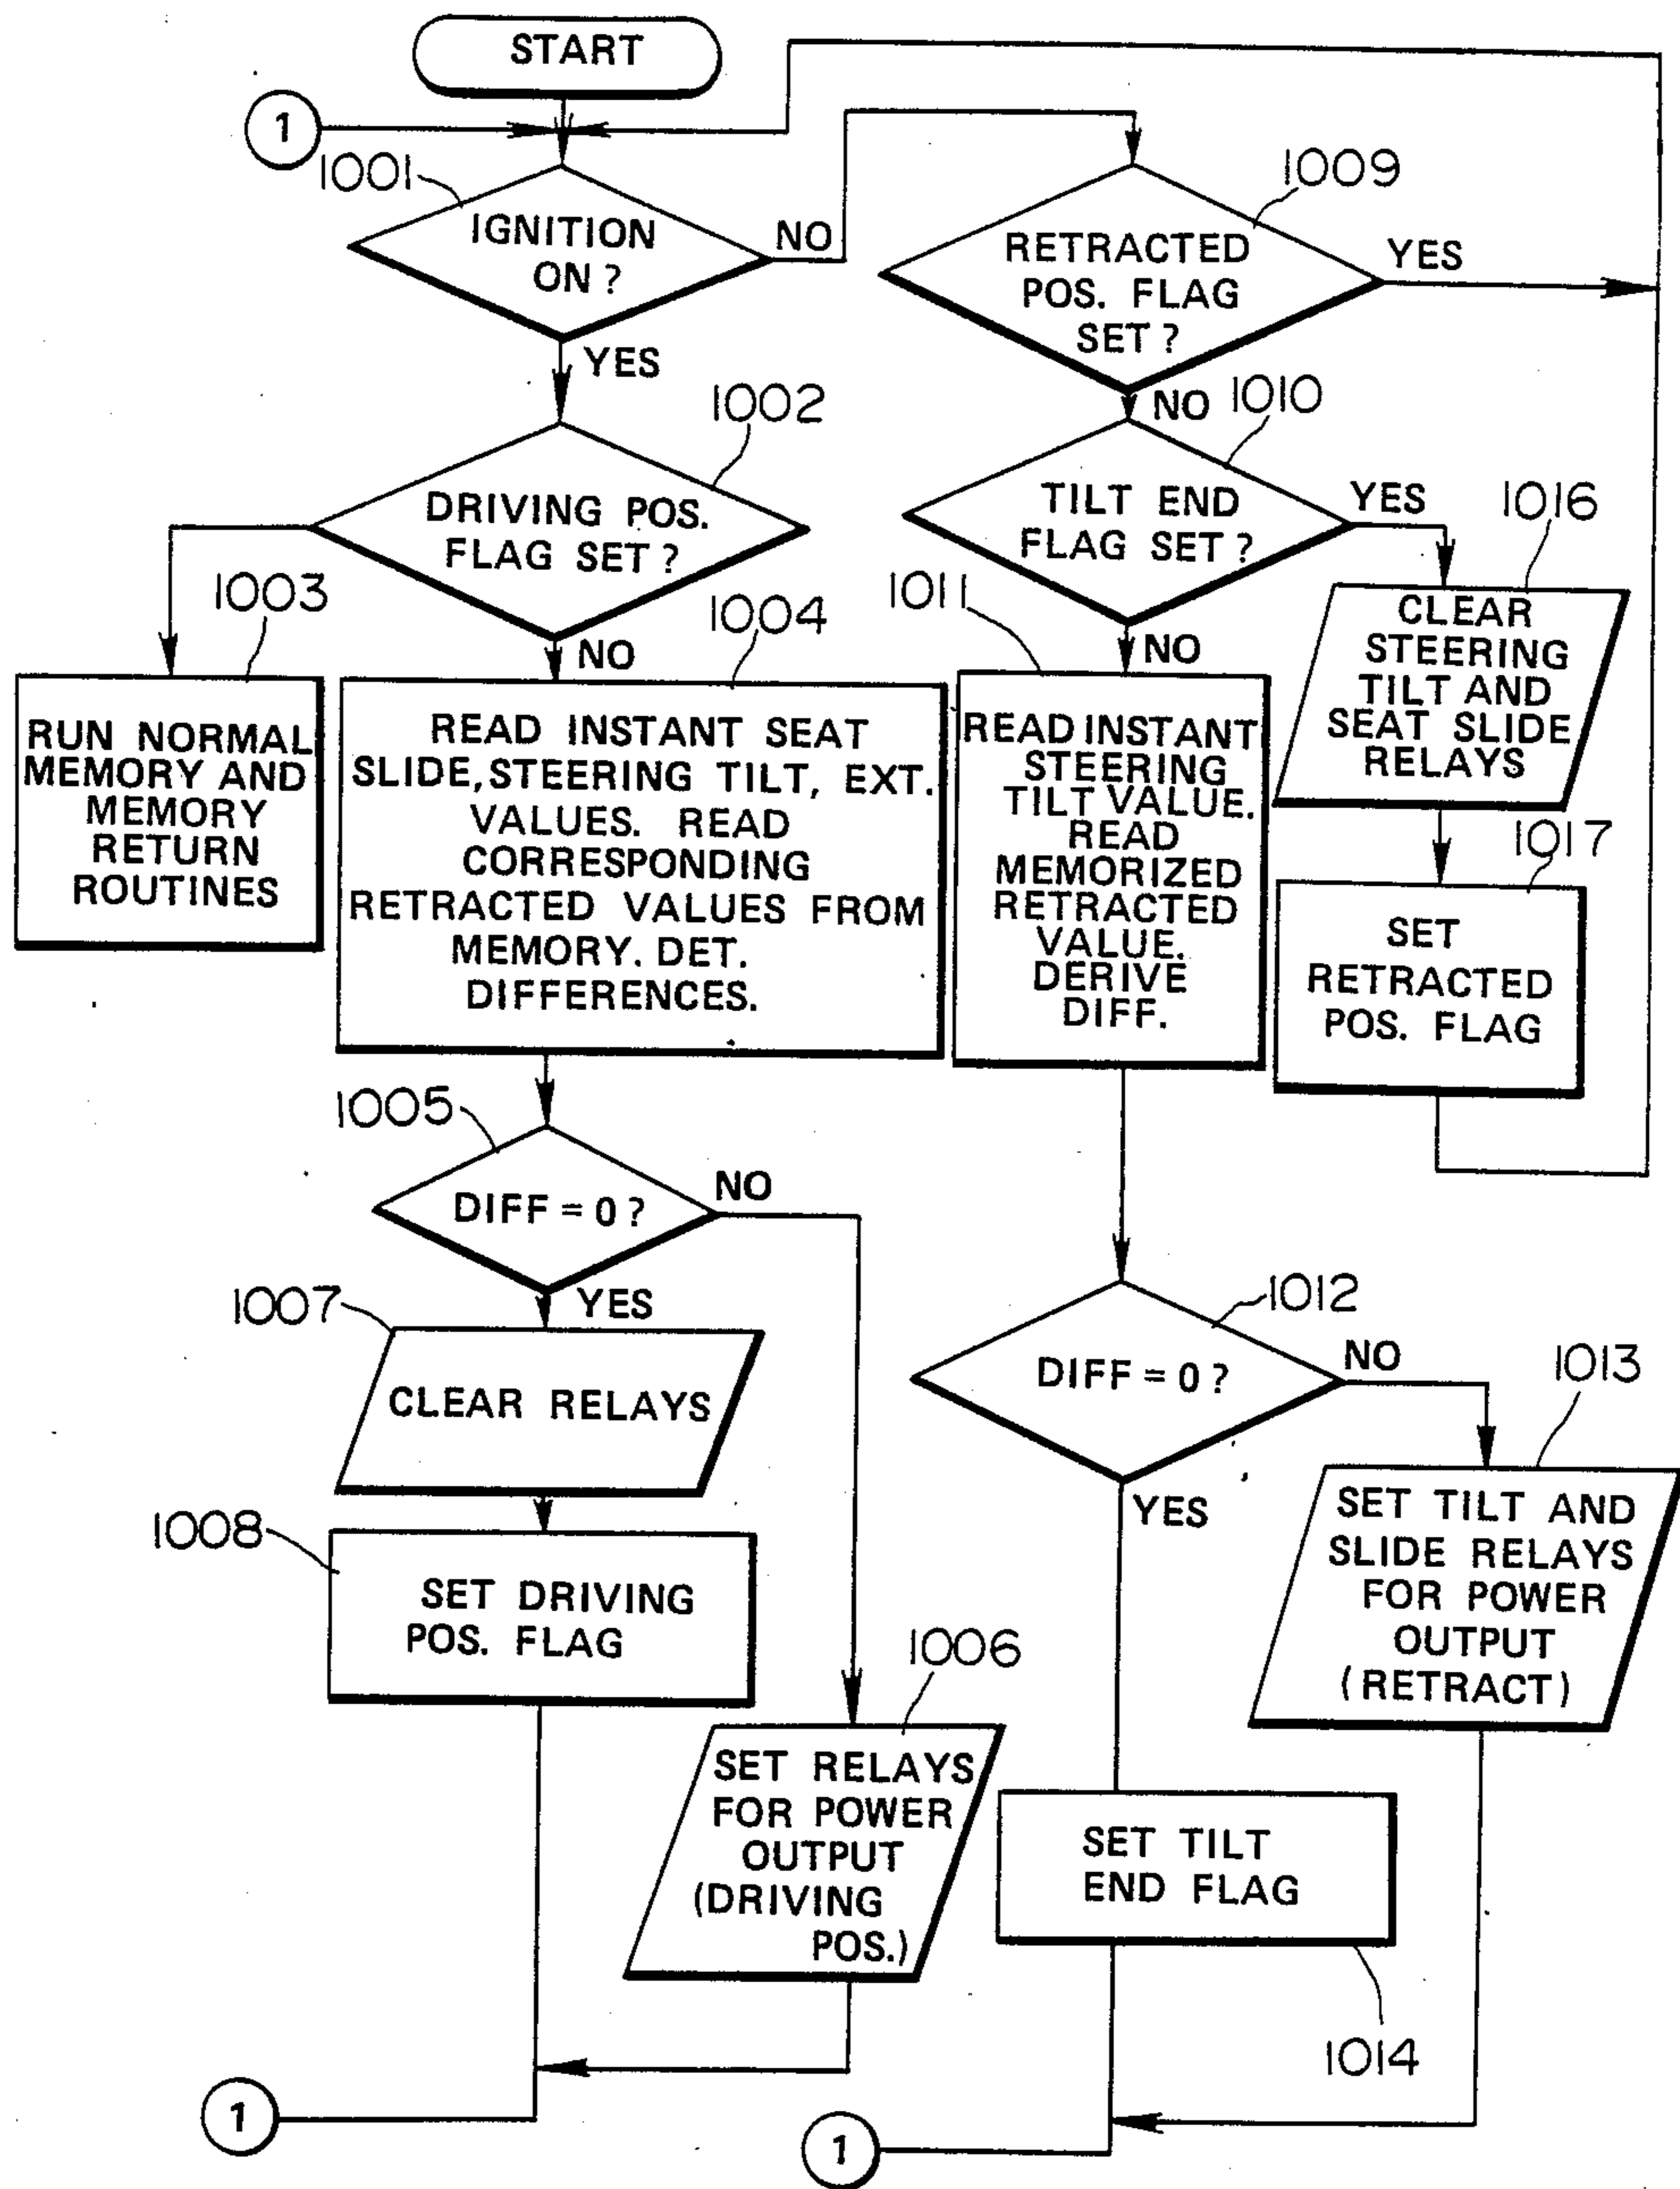 START
1
1001
IGNITION
ON ?
NO
YES
1009
RETRACTED
POS. FLAG
SET ?
YES
NO
1002
DRIVING POS.
FLAG SET ?
NO
1010
TILT END
FLAG SET ?
YES
NO
1016
CLEAR
STEERING
TILT AND
SEAT SLIDE
RELAYS
1003
RUN NORMAL
MEMORY AND
MEMORY
RETURN
ROUTINES
1004
READ INSTANT SEAT
SLIDE, STEERING TILT, EXT.
VALUES. READ
CORRESPONDING
RETRACTED VALUES FROM
MEMORY. DET.
DIFFERENCES.
1011
READ INSTANT
STEERING
TILT VALUE.
READ
MEMORIZED
RETRACTED
VALUE.
DERIVE
DIFF.
1017
SET
RETRACTED
POS. FLAG
1005
DIFF = 0 ?
NO
YES
1007
CLEAR RELAYS
1008
SET DRIVING
POS. FLAG
1006
SET RELAYS
FOR POWER
OUTPUT
(DRIVING
POS.)
1012
DIFF = 0 ?
NO
YES
1013
SET TILT AND
SLIDE RELAYS
FOR POWER
OUTPUT
(RETRACT)
SET TILT
END FLAG
1014
1
1